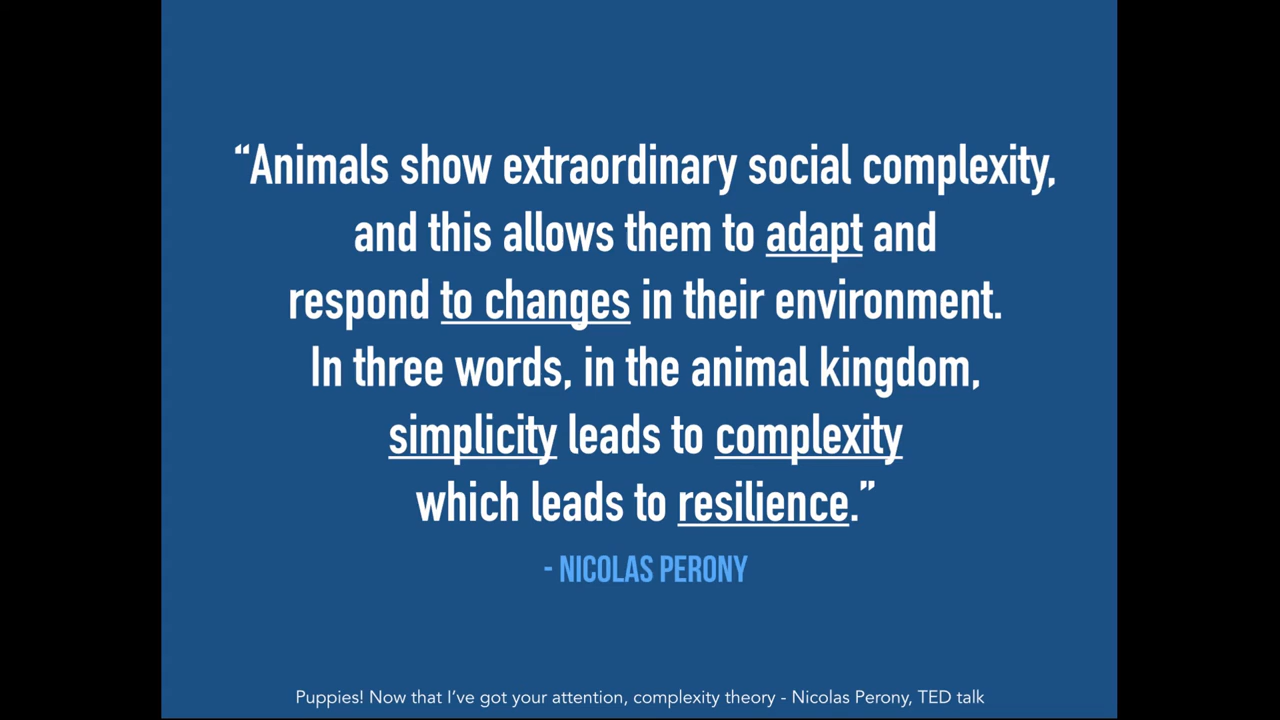 “Animals show extraordinary social complexity,
and this allows them to adapt and
respond to changes in their environment.
In three words, in the animal kingdom,
simplicity leads to complexity
which leads to resilience.”
- NICOLAS PERONY
Puppies! Now that I’ve got your attention, complexity theory - Nicolas Perony, TED talk